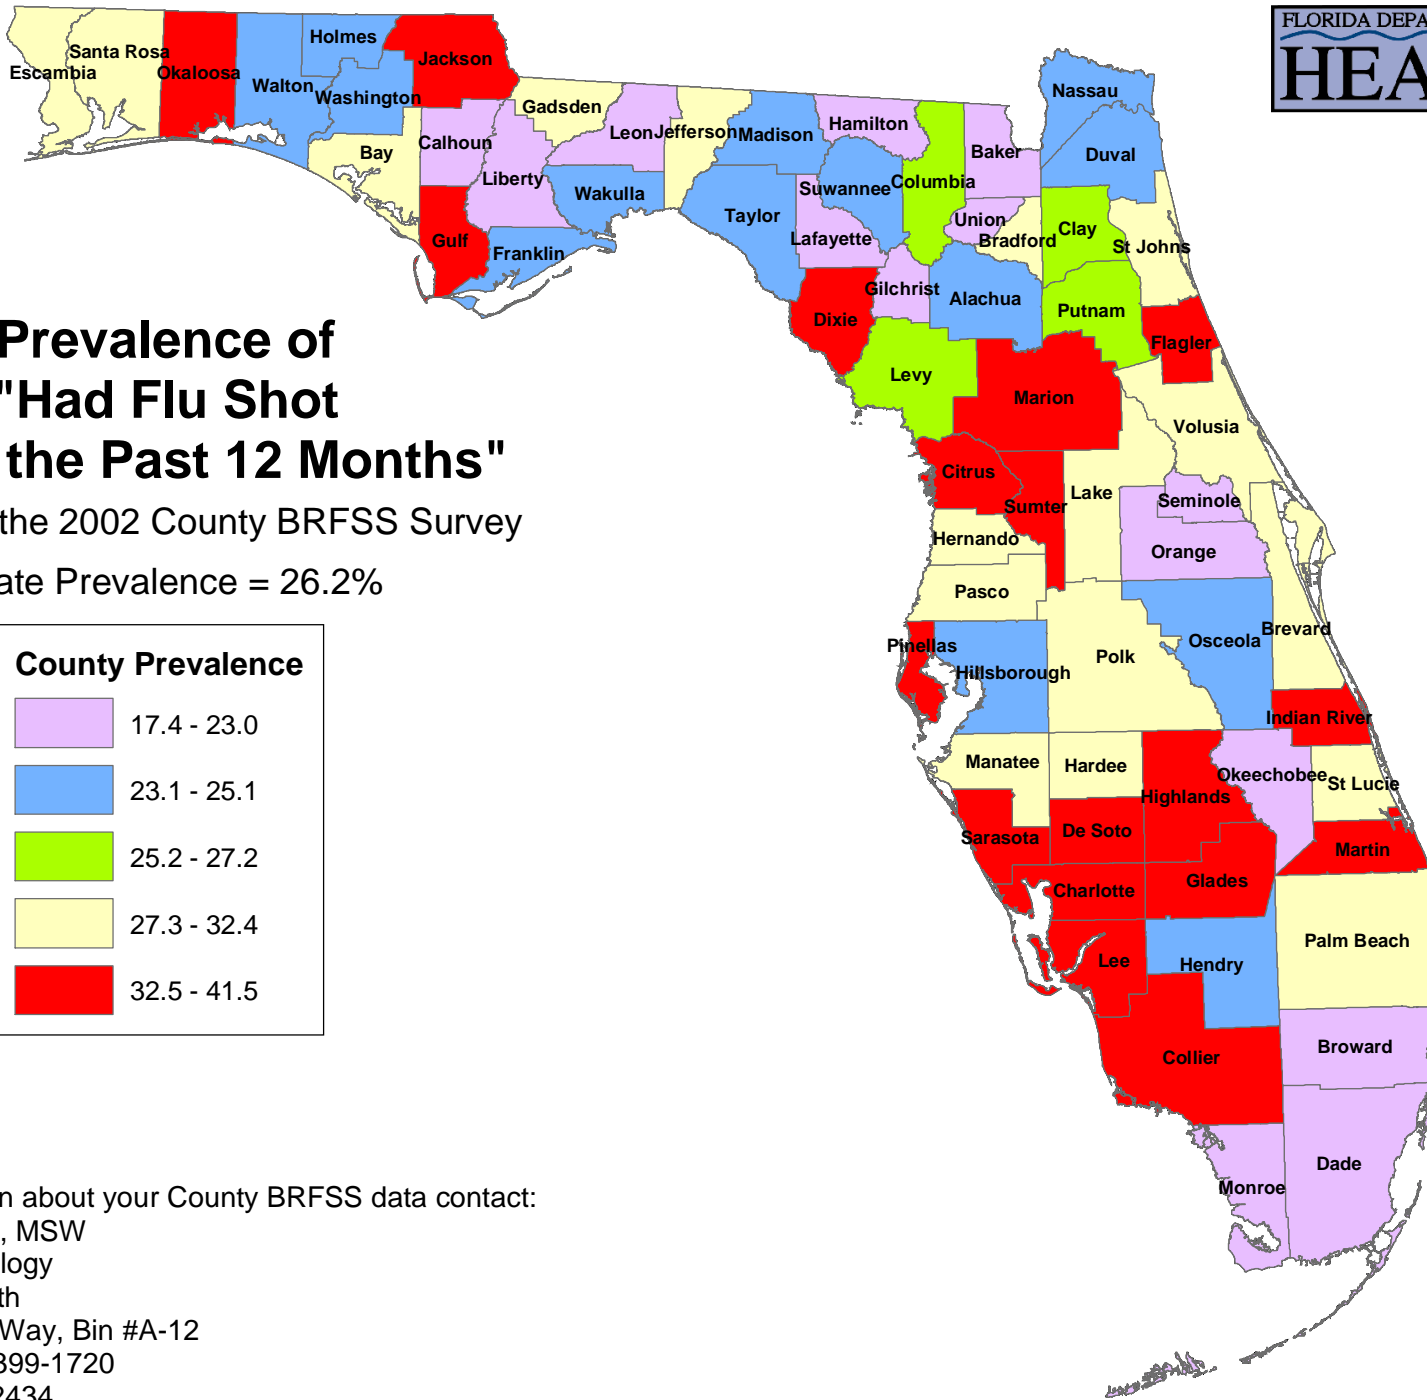 FLORIDA DEPA
HEA
Prevalence of
"Had Flu Shot
the Past 12 Months"
the 2002 County BRFSS Survey
ate Prevalence = 26.2%
County Prevalence
17.4 - 23.0
23.1 - 25.1
25.2 - 27.2
27.3 - 32.4
32.5 - 41.5
Escambia
Santa Rosa
Okaloosa
Walton
Holmes
Washington
Jackson
Bay
Calhoun
Gulf
Gadsden
Liberty
Franklin
Leon
Wakulla
Jefferson
Madison
Taylor
Hamilton
Suwannee
Lafayette
Dixie
Columbia
Gilchrist
Levy
Baker
Union
Bradford
Alachua
Nassau
Duval
Clay
St Johns
Putnam
Flagler
Marion
Volusia
Citrus
Sumter
Lake
Seminole
Orange
Hernando
Pasco
Pinellas
Hillsborough
Polk
Osceola
Brevard
Indian River
Manatee
Hardee
Highlands
Okeechobee
St Lucie
Sarasota
De Soto
Martin
Charlotte
Glades
Lee
Hendry
Palm Beach
Collier
Broward
Monroe
Dade
n about your County BRFSS data contact:
, MSW
logy
th
Way, Bin #A-12
399-1720
2434